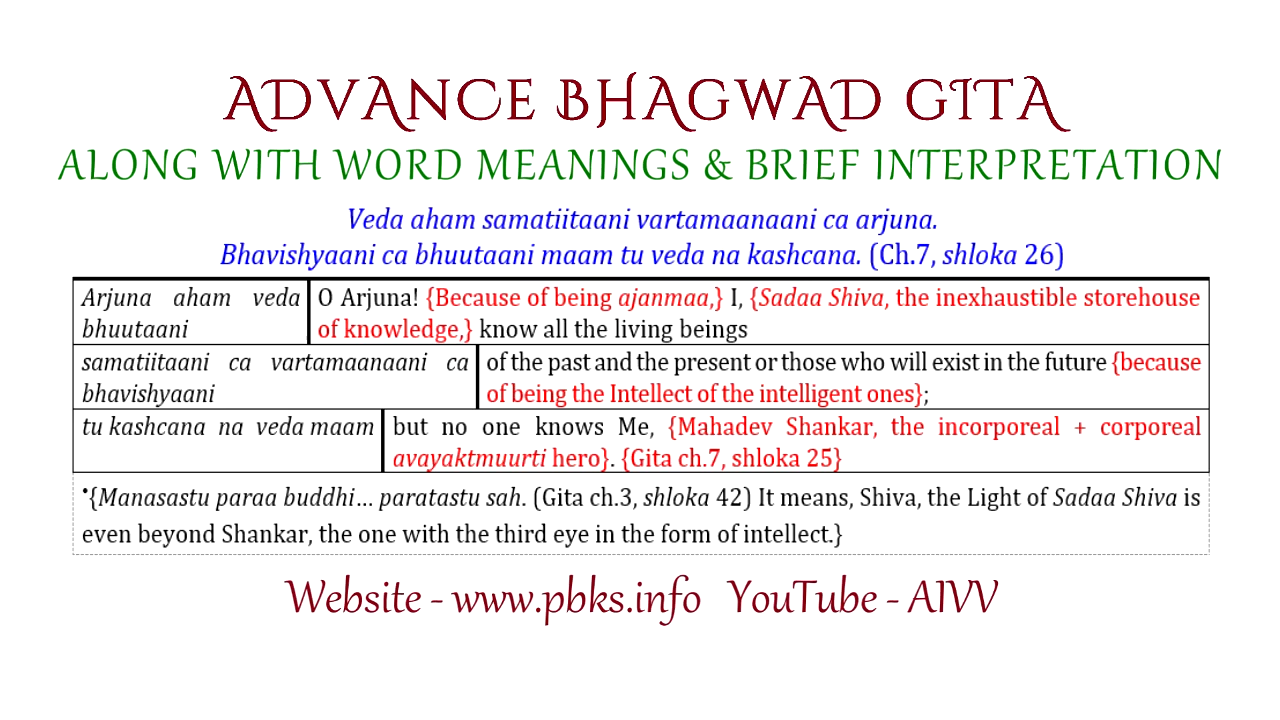 ADVANCE BHAGWAD GITA
ALONG WITH WORD MEANINGS & BRIEF INTERPRETATION
Veda aham samatiitaani vartamaanaani ca arjuna.
Bhavishyaani ca bhuutaani maam tu veda na kashcana. (Ch.7, shloka 26)
Arjuna aham veda
bhuutaani
O Arjuna! {Because of being ajanmaa,} I, {Sadaa Shiva, the inexhaustible storehouse
of knowledge,} know all the living beings
samatiitaani ca vartamaanaani ca
bhavishyaani
of the past and the present or those who will exist in the future {because
of being the Intellect of the intelligent ones};
tu kashcana na veda maam
but no one knows Me, {Mahadev Shankar, the incorporeal + corporeal
avayaktmuurti hero}. {Gita ch.7, shloka 25}
•{Manasastu paraa buddhi... paratastu sah. (Gita ch.3, shloka 42) It means, Shiva, the Light of Sadaa Shiva is
even beyond Shankar, the one with the third eye in the form of intellect.}
Website - www.pbks.info YouTube - AIVV